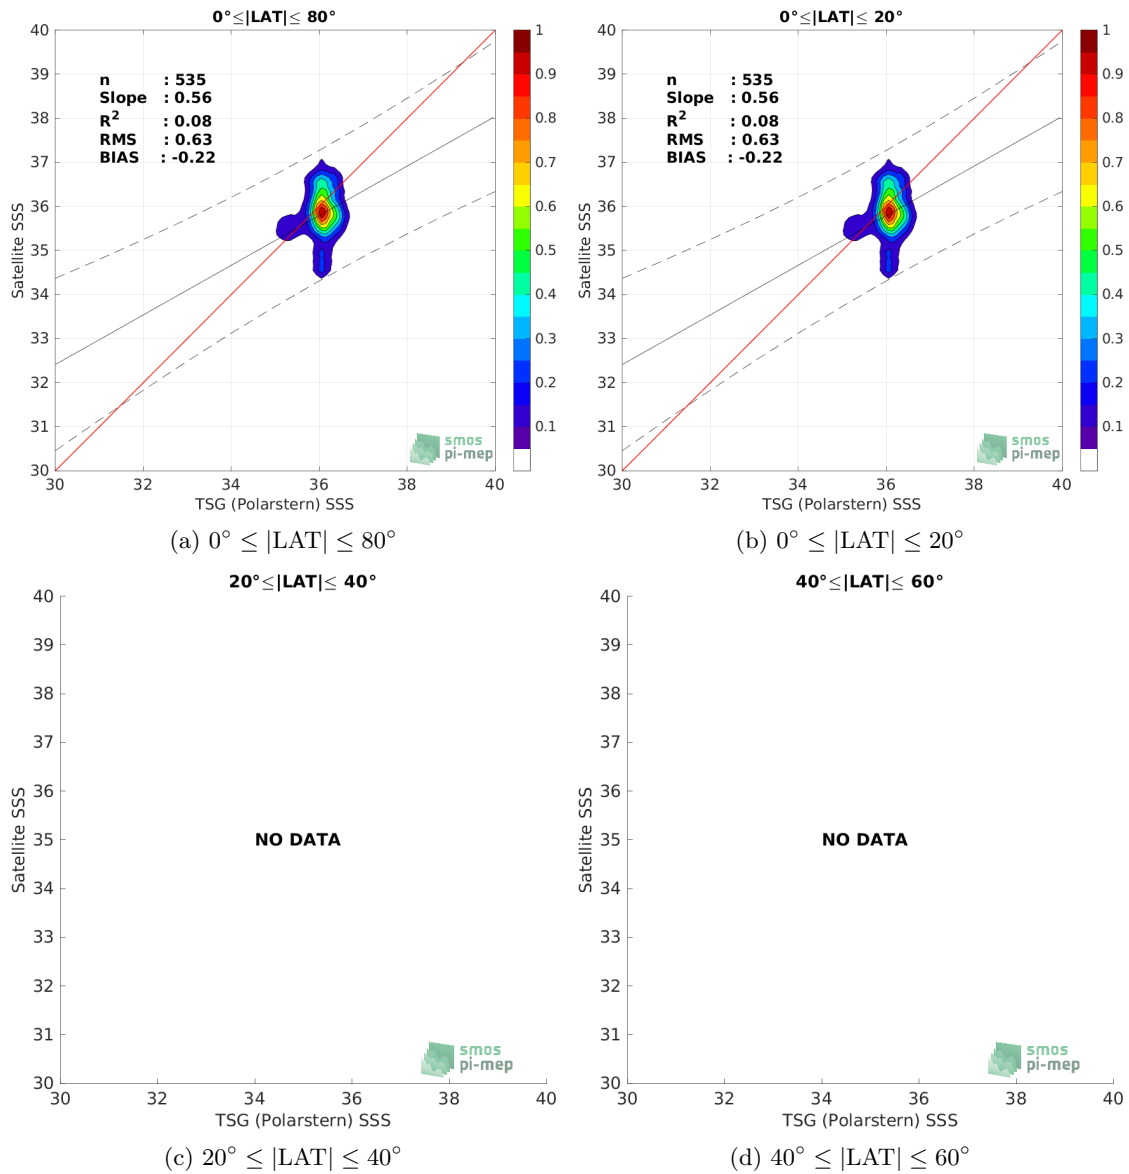 0°≤|LAT|≤ 80°
40
39
38
37
36
35
34
33
32
31
30
Satellite SSS
n : 535
Slope : 0.56
R² : 0.08
RMS : 0.63
BIAS : -0.22
1
0.9
0.8
0.7
0.6
0.5
0.4
0.3
0.2
0.1
smos
pi-mep
30 32 34 36 38 40
TSG (Polarstern) SSS
(a) 0° ≤ |LAT| ≤ 80°
0°≤|LAT|≤ 20°
40
39
38
37
36
35
34
33
32
31
30
Satellite SSS
n : 535
Slope : 0.56
R² : 0.08
RMS : 0.63
BIAS : -0.22
1
0.9
0.8
0.7
0.6
0.5
0.4
0.3
0.2
0.1
smos
pi-mep
30 32 34 36 38 40
TSG (Polarstern) SSS
(b) 0° ≤ |LAT| ≤ 20°
20°≤|LAT|≤ 40°
40
39
38
37
36
35
34
33
32
31
30
Satellite SSS
NO DATA
smos
pi-mep
30 32 34 36 38 40
TSG (Polarstern) SSS
(c) 20° ≤ |LAT| ≤ 40°
40°≤|LAT|≤ 60°
40
39
38
37
36
35
34
33
32
31
30
Satellite SSS
NO DATA
smos
pi-mep
30 32 34 36 38 40
TSG (Polarstern) SSS
(d) 40° ≤ |LAT| ≤ 60°